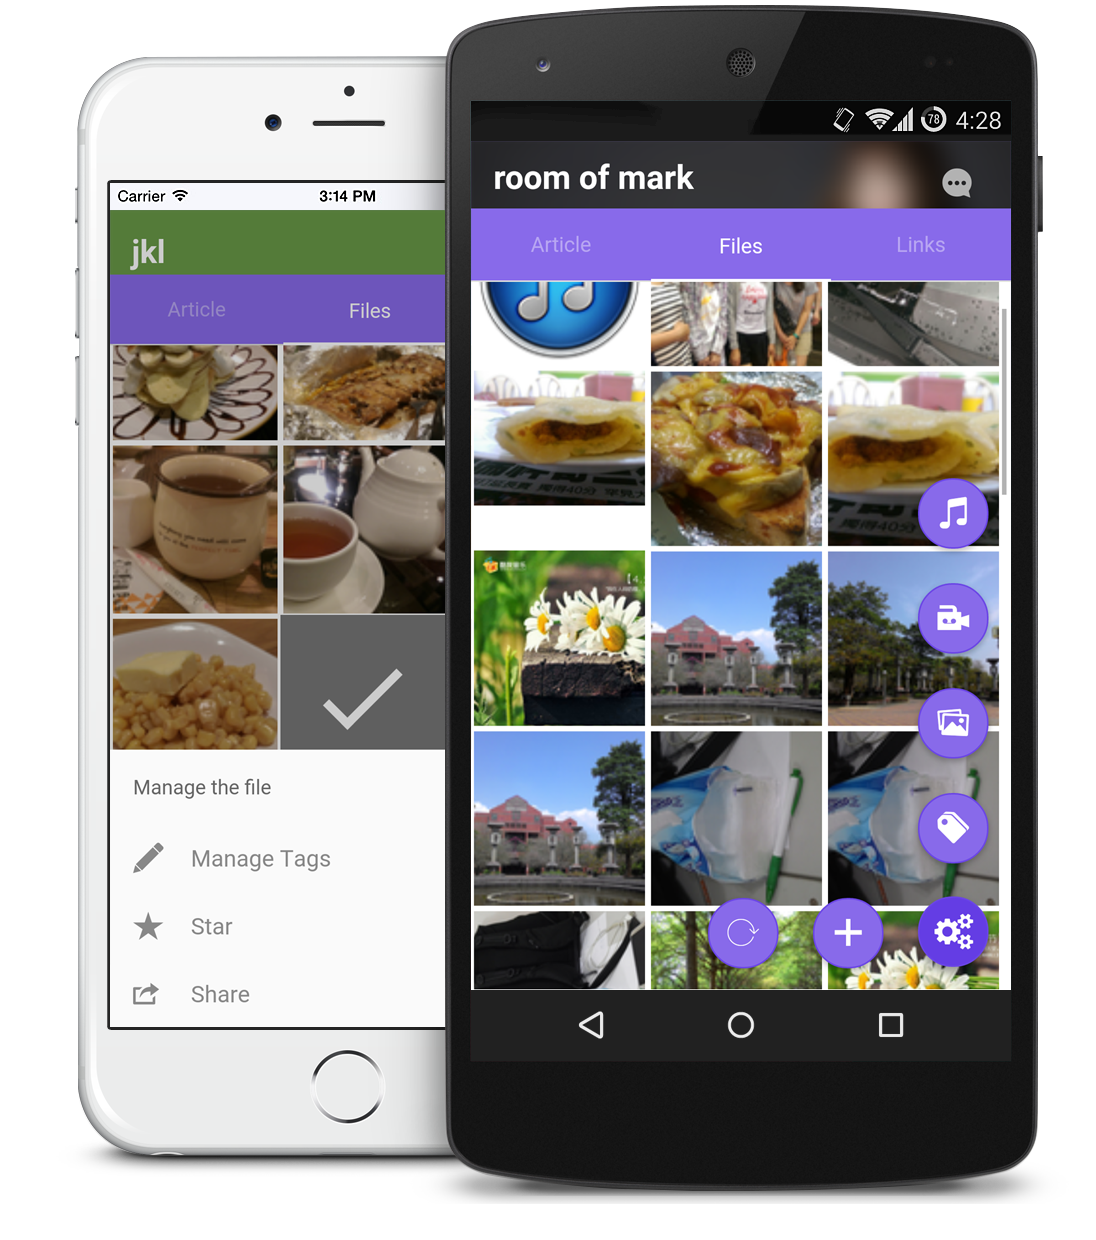 Carrier
3:14 PM
jkl
Article
Files
Manage the file
Manage Tags
Star
Share
78
4:28
room of mark
Article
Files
Links